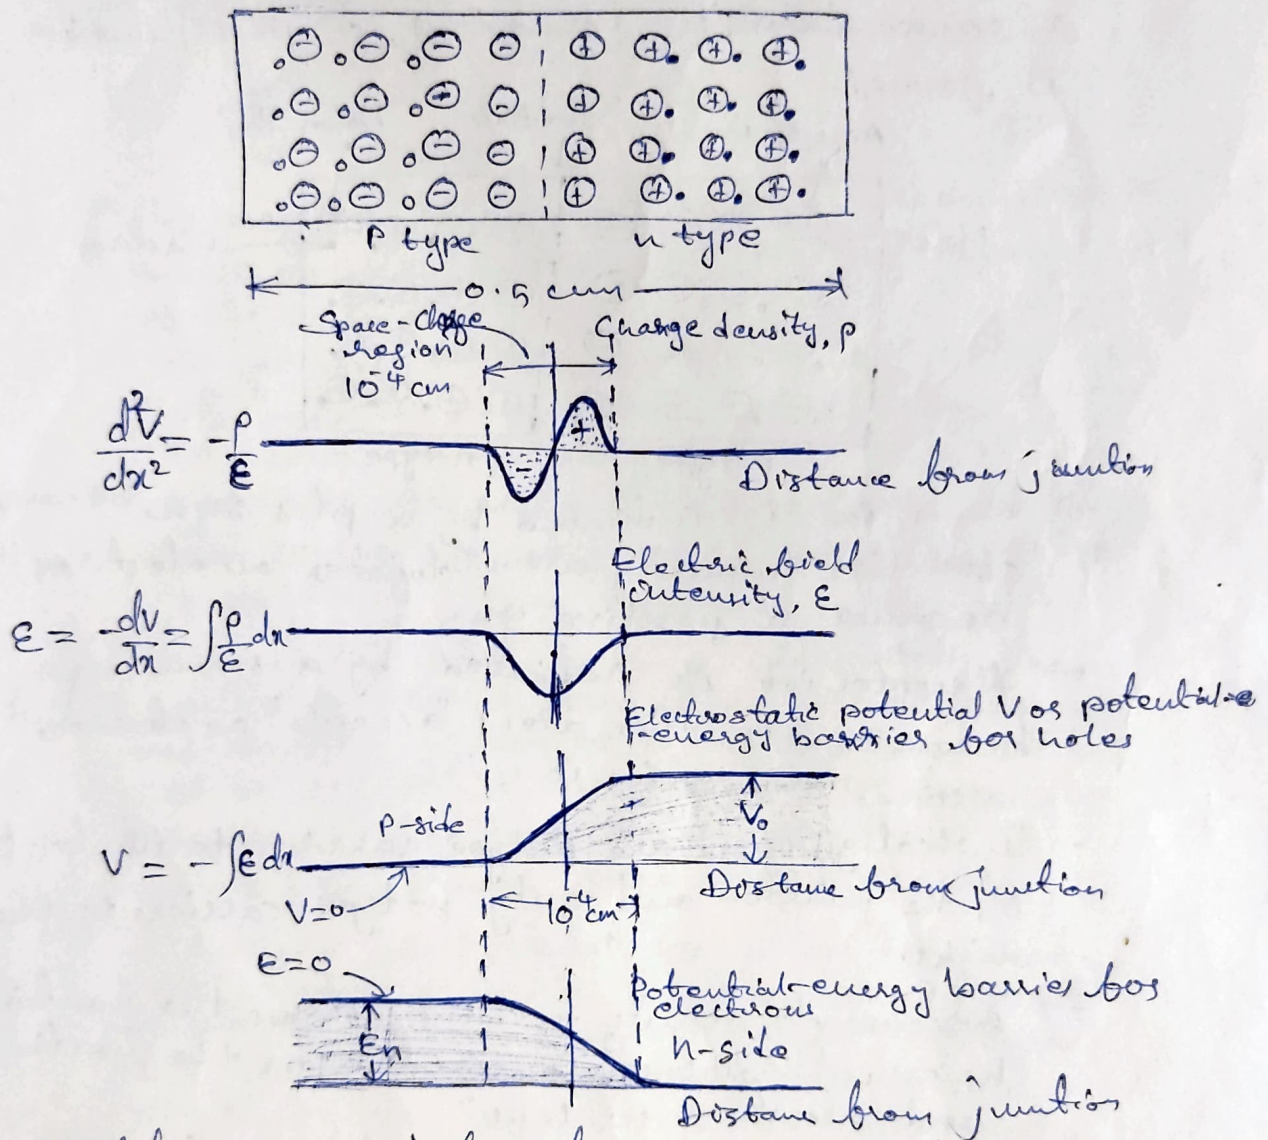 P type
n type
0.5 cm
Space-charge
region
10⁻⁴ cm
Charge density, ρ
d²V/dx² = -ρ/ε
Distance from junction
Electric field
intensity, ε
ε = -dv/dx = ∫ρ/ε dx
Electrostatic potential V or potential-e
-energy barrier for holes
P-side
V₀
V = -∫ε dx
Distance from junction
V=0
10⁻⁴ cm
ε=0
Potential-energy barrier for
electrons
En
n-side
Distance from junction